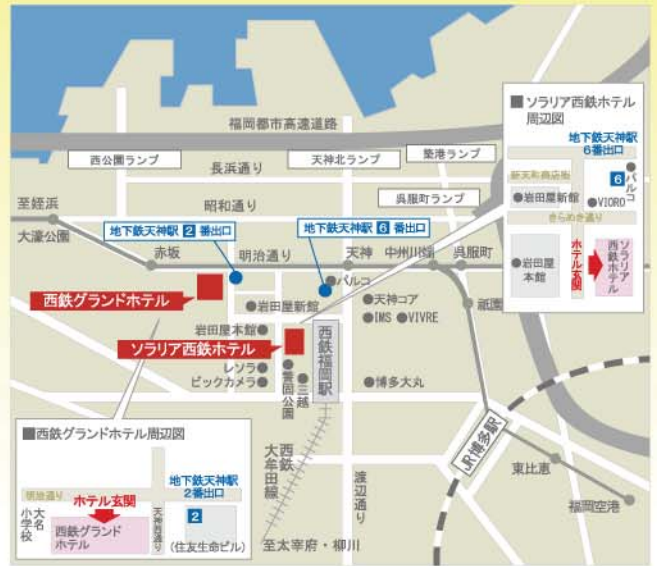 福岡都市高速道路
西公園ランプ
天神北ランプ
築港ランプ
長浜通り
呉服町ランプ
至姪浜
昭和通り
大濠公園
地下鉄天神駅 2 番出口
地下鉄天神駅 6 番出口
赤坂
明治通り
天神
中州川端
呉服町
西鉄グランドホテル
パルコ
祇園
岩田屋新館
天神コア
IMS
VIVRE
岩田屋本館
ソラリア西鉄ホテル
西鉄福岡駅
レソラ
ビックカメラ
警固公園
三越
博多大丸
JR博多駅
東比恵
福岡空港
西鉄
大牟田線
渡辺通り
至太宰府・柳川
■ソラリア西鉄ホテル
周辺図
地下鉄天神駅
6番出口
新天町商店街
6
パルコ
岩田屋新館
VIORO
きらめき通り
岩田屋
本館
ホテル玄関
ソラリア
西鉄ホテル
■西鉄グランドホテル周辺図
地下鉄天神駅
2番出口
明治通り
ホテル玄関
大名
小学校
西鉄グランド
ホテル
天神西通り
2
(住友生命ビル)